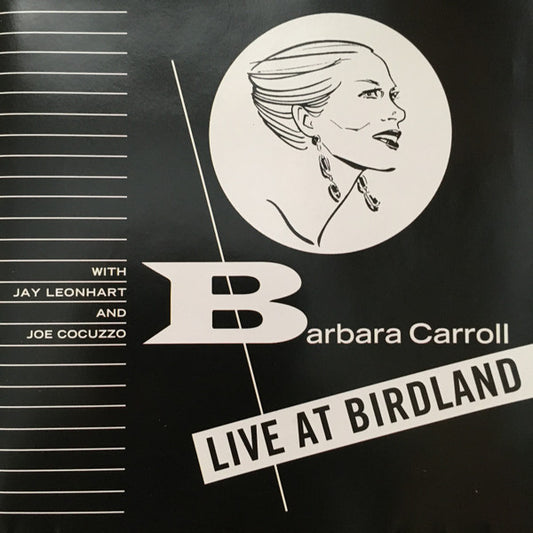 WITH
JAY LEONHART
AND
JOE COCUZZO
Barbara Carroll
LIVE AT BIRDLAND